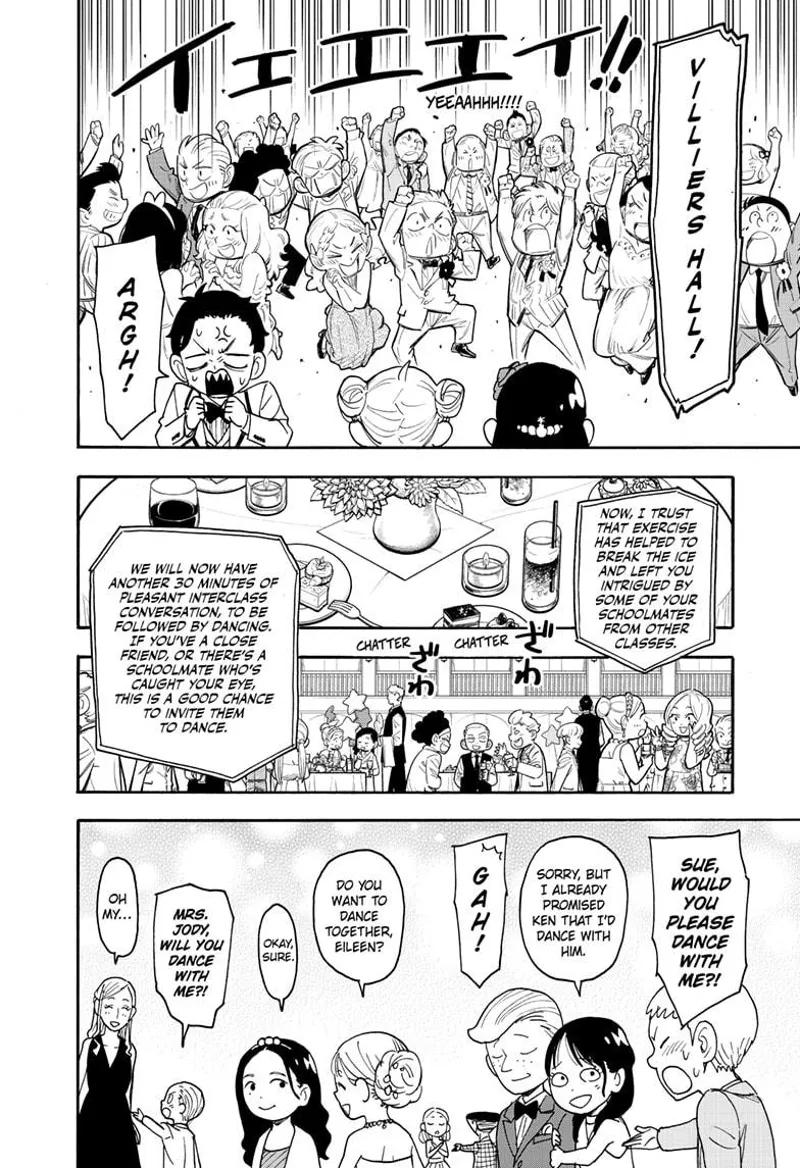 VILLIERS HALL!
イエエエイ!!
YEEAAHHH!!!!
ARGH!
NOW, I TRUST
THAT EXERCISE
HAS HELPED TO
BREAK THE ICE
AND LEFT YOU
INTRIGUED BY
SOME OF YOUR
SCHOOLMATES
FROM OTHER
CLASSES.
WE WILL NOW HAVE
ANOTHER 30 MINUTES OF
PLEASANT INTERCLASS
CONVERSATION, TO BE
FOLLOWED BY DANCING.
IF YOU'VE A CLOSE
FRIEND, OR THERE'S A
SCHOOLMATE WHO'S
CAUGHT YOUR EYE,
THIS IS A GOOD CHANCE
TO INVITE THEM
TO DANCE.
ざわ
CHATTER
ざわ
CHATTER
SUE,
WOULD
YOU
PLEASE
DANCE
WITH
ME?!
SORRY, BUT
I ALREADY
PROMISED
KEN THAT I'D
DANCE WITH
HIM.
GAH!
DO YOU
WANT TO
DANCE
TOGETHER,
EILEEN?
OKAY,
SURE.
MRS.
JODY,
WILL YOU
DANCE
WITH
ME?!
OH
MY...